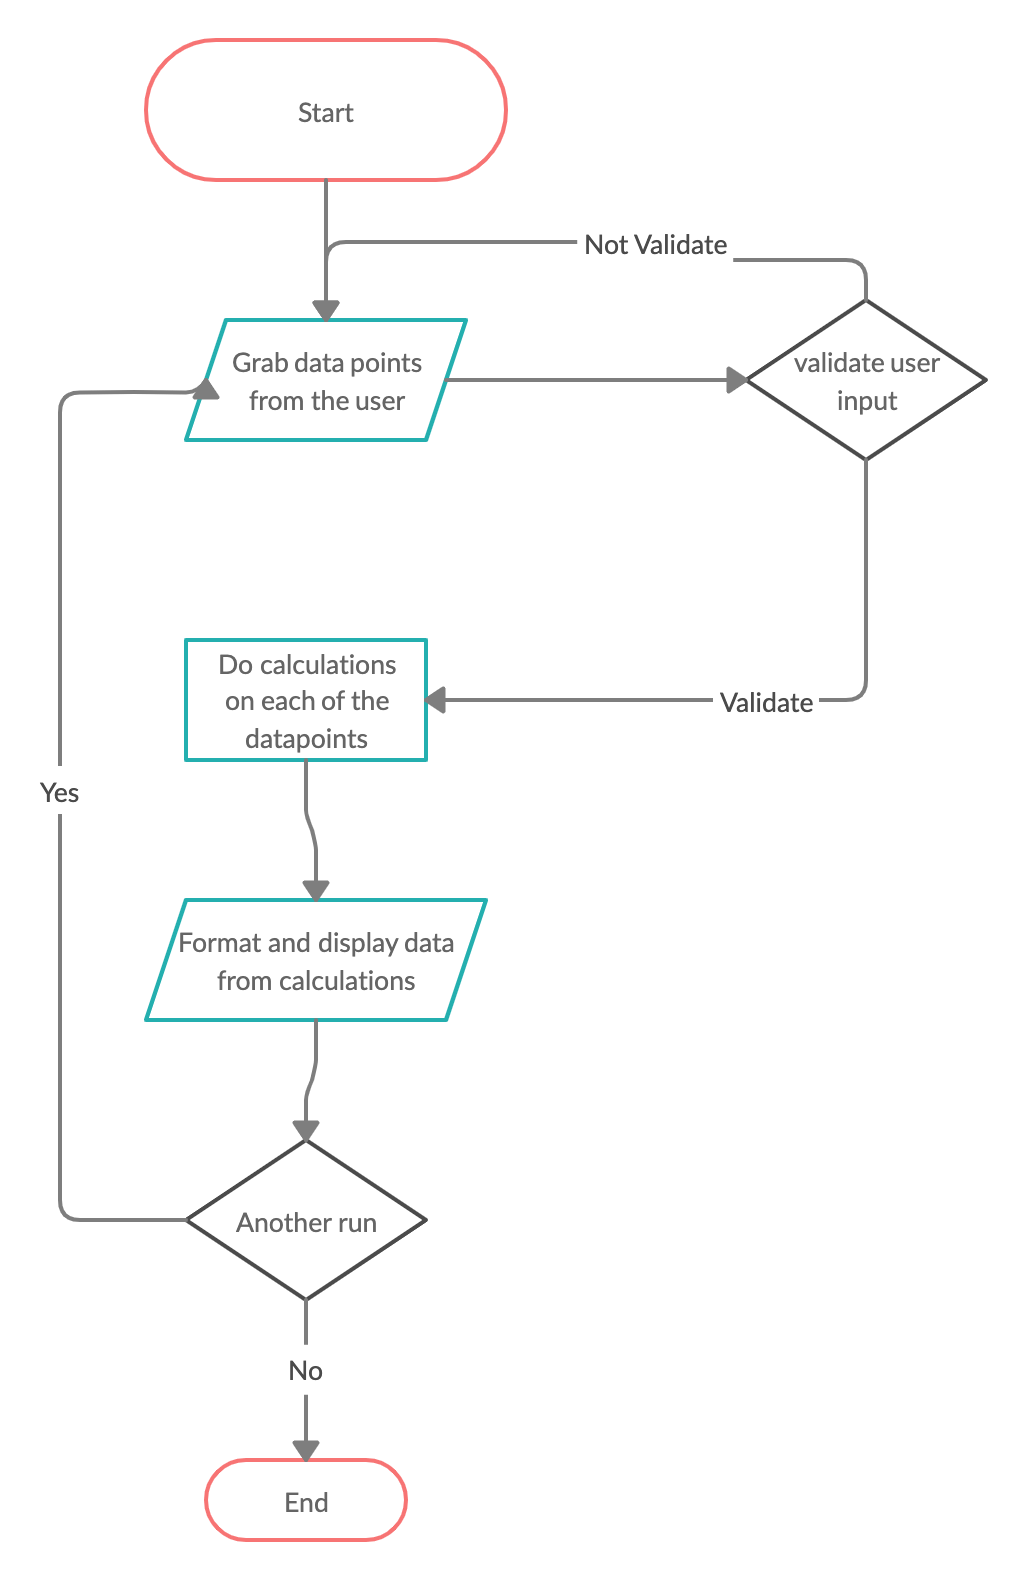 Start
Not Validate
Grab data points
from the user
validate user
input
Do calculations
on each of the
datapoints
Validate
Yes
Format and display data
from calculations
Another run
No
End